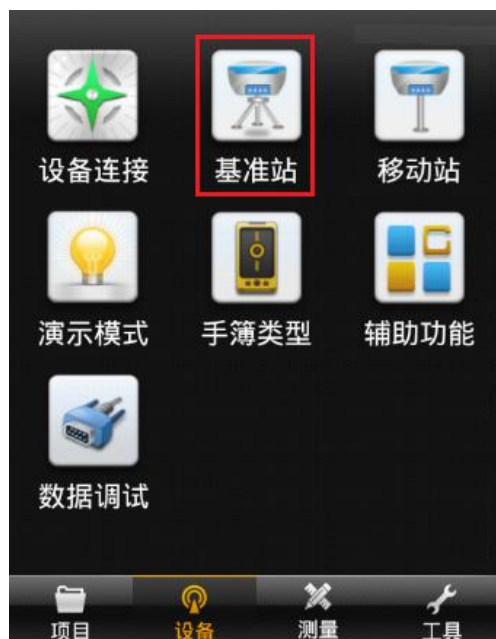 设备连接 基准站 移动站
演示模式 手簿类型 辅助功能
数据调试
项目 设备 测量 工具